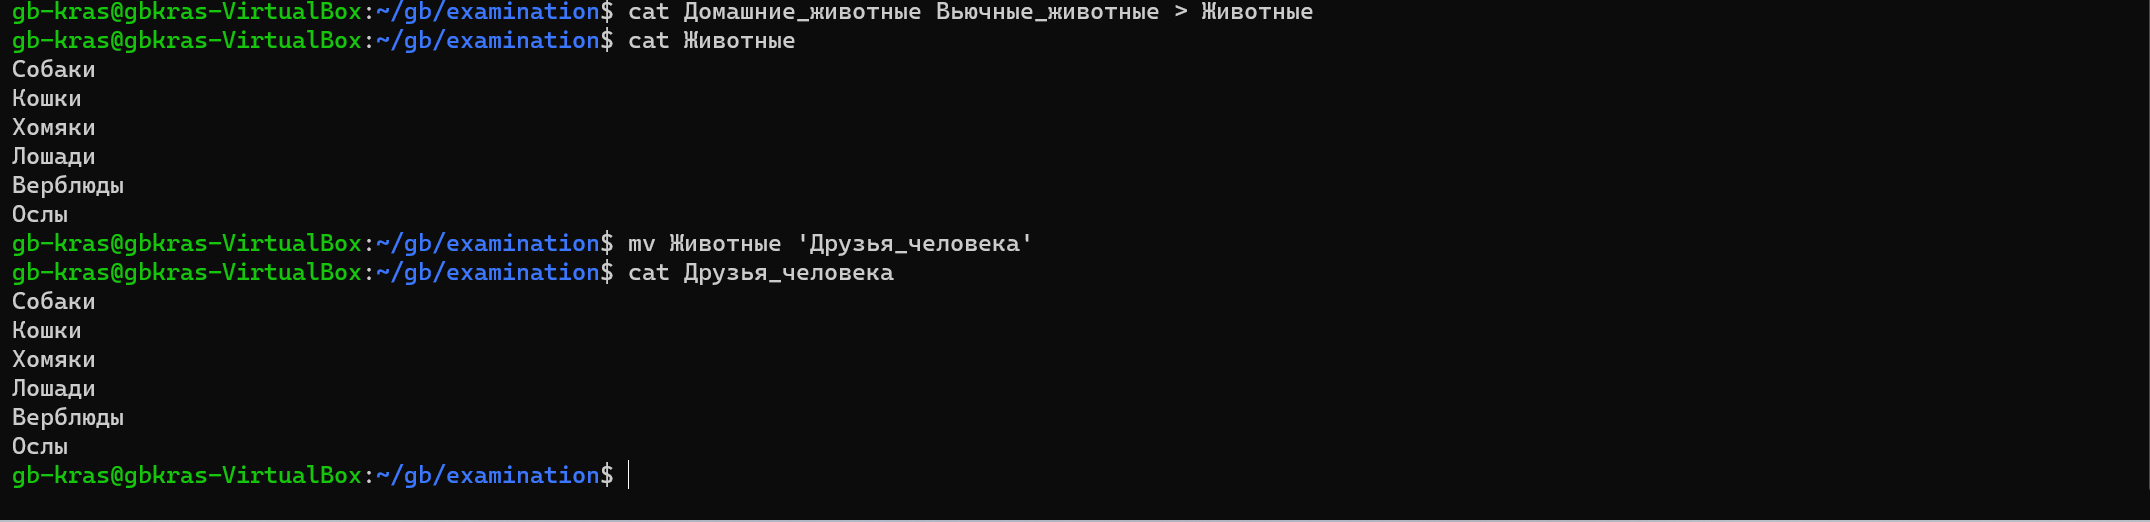 gb-kras@gbkras-VirtualBox:~/gb/examination$ cat Домашние_животные Вьючные_животные > Животные
gb-kras@gbkras-VirtualBox:~/gb/examination$ cat Животные
Собаки
Кошки
Хомяки
Лошади
Верблюды
Ослы
gb-kras@gbkras-VirtualBox:~/gb/examination$ mv Животные 'Друзья_человека'
gb-kras@gbkras-VirtualBox:~/gb/examination$ cat Друзья_человека
Собаки
Кошки
Хомяки
Лошади
Верблюды
Ослы
gb-kras@gbkras-VirtualBox:~/gb/examination$